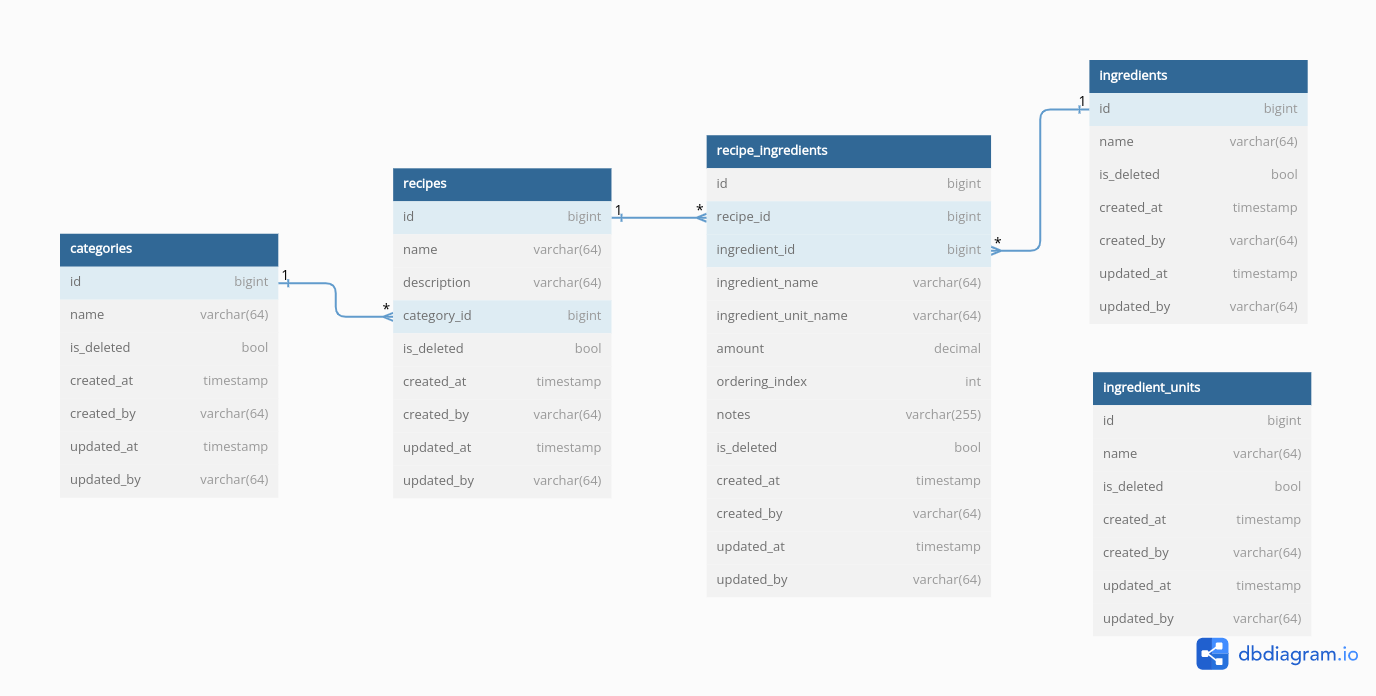 categories
id bigint
name varchar(64)
is_deleted bool
created_at timestamp
created_by varchar(64)
updated_at timestamp
updated_by varchar(64)
1
*
recipes
id bigint
name varchar(64)
description varchar(64)
category_id bigint
is_deleted bool
created_at timestamp
created_by varchar(64)
updated_at timestamp
updated_by varchar(64)
1
*
recipe_ingredients
id bigint
recipe_id bigint
ingredient_id bigint
ingredient_name varchar(64)
ingredient_unit_name varchar(64)
amount decimal
ordering_index int
notes varchar(255)
is_deleted bool
created_at timestamp
created_by varchar(64)
updated_at timestamp
updated_by varchar(64)
*
1
ingredients
id bigint
name varchar(64)
is_deleted bool
created_at timestamp
created_by varchar(64)
updated_at timestamp
updated_by varchar(64)
ingredient_units
id bigint
name varchar(64)
is_deleted bool
created_at timestamp
created_by varchar(64)
updated_at timestamp
updated_by varchar(64)
dbdiagram.io